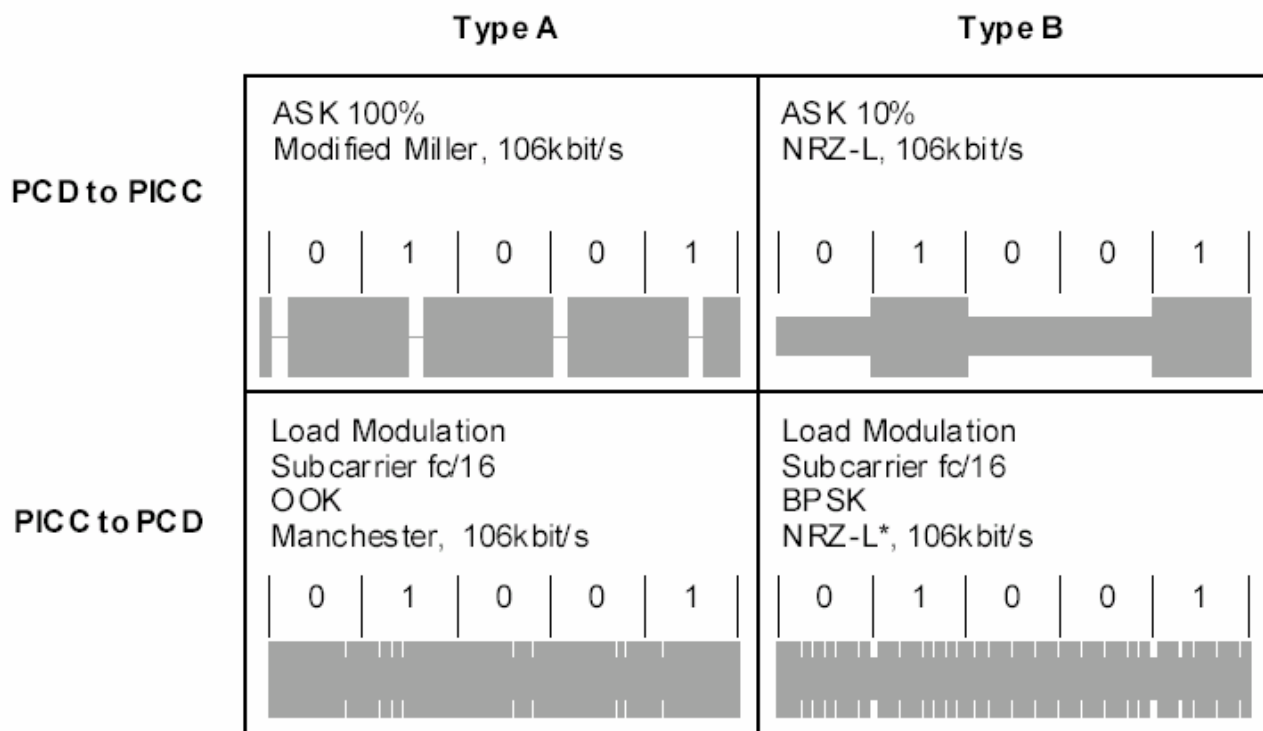 Type A Type B
PCD to PICC
ASK 100%
Modified Miller, 106kbit/s
0 1 0 0 1
ASK 10%
NRZ-L, 106kbit/s
0 1 0 0 1
PICC to PCD
Load Modulation
Subcarrier fc/16
OOK
Manchester, 106kbit/s
0 1 0 0 1
Load Modulation
Subcarrier fc/16
BPSK
NRZ-L*, 106kbit/s
0 1 0 0 1